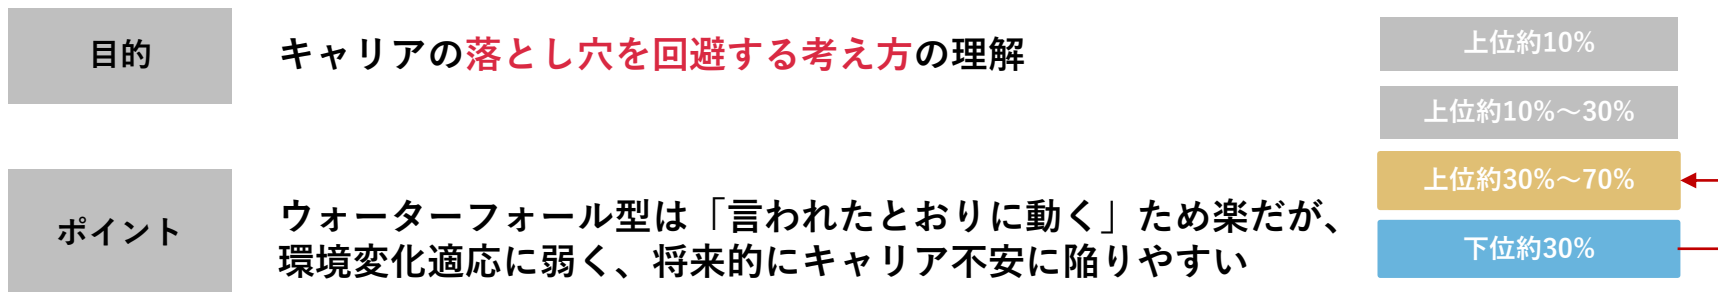 目的
キャリアの落とし穴を回避する考え方の理解
ポイント
ウォーターフォール型は「言われたとおりに動く」ため楽だが、
環境変化適応に弱く、将来的にキャリア不安に陥りやすい
上位約10%
上位約10%～30%
上位約30%～70%
下位約30%